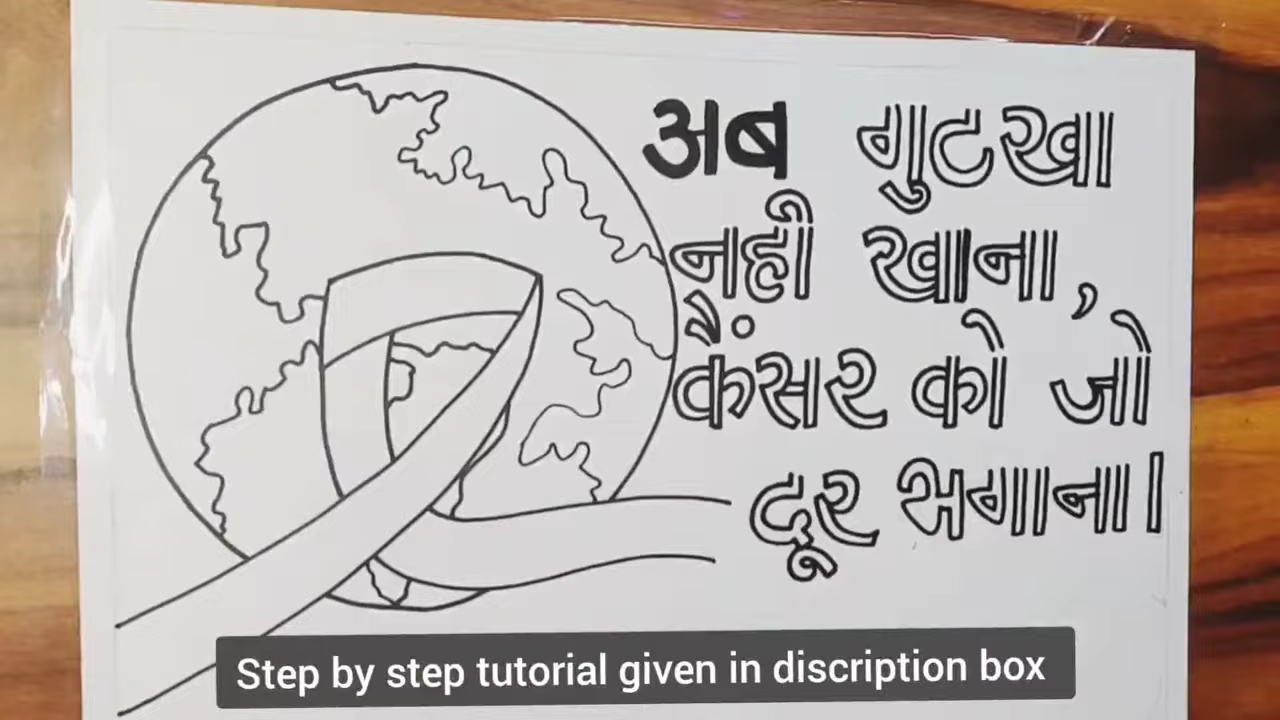 अब गुटखा
नही खाना,
कैंसर को जो
दूर भगाना।
Step by step tutorial given in discription box